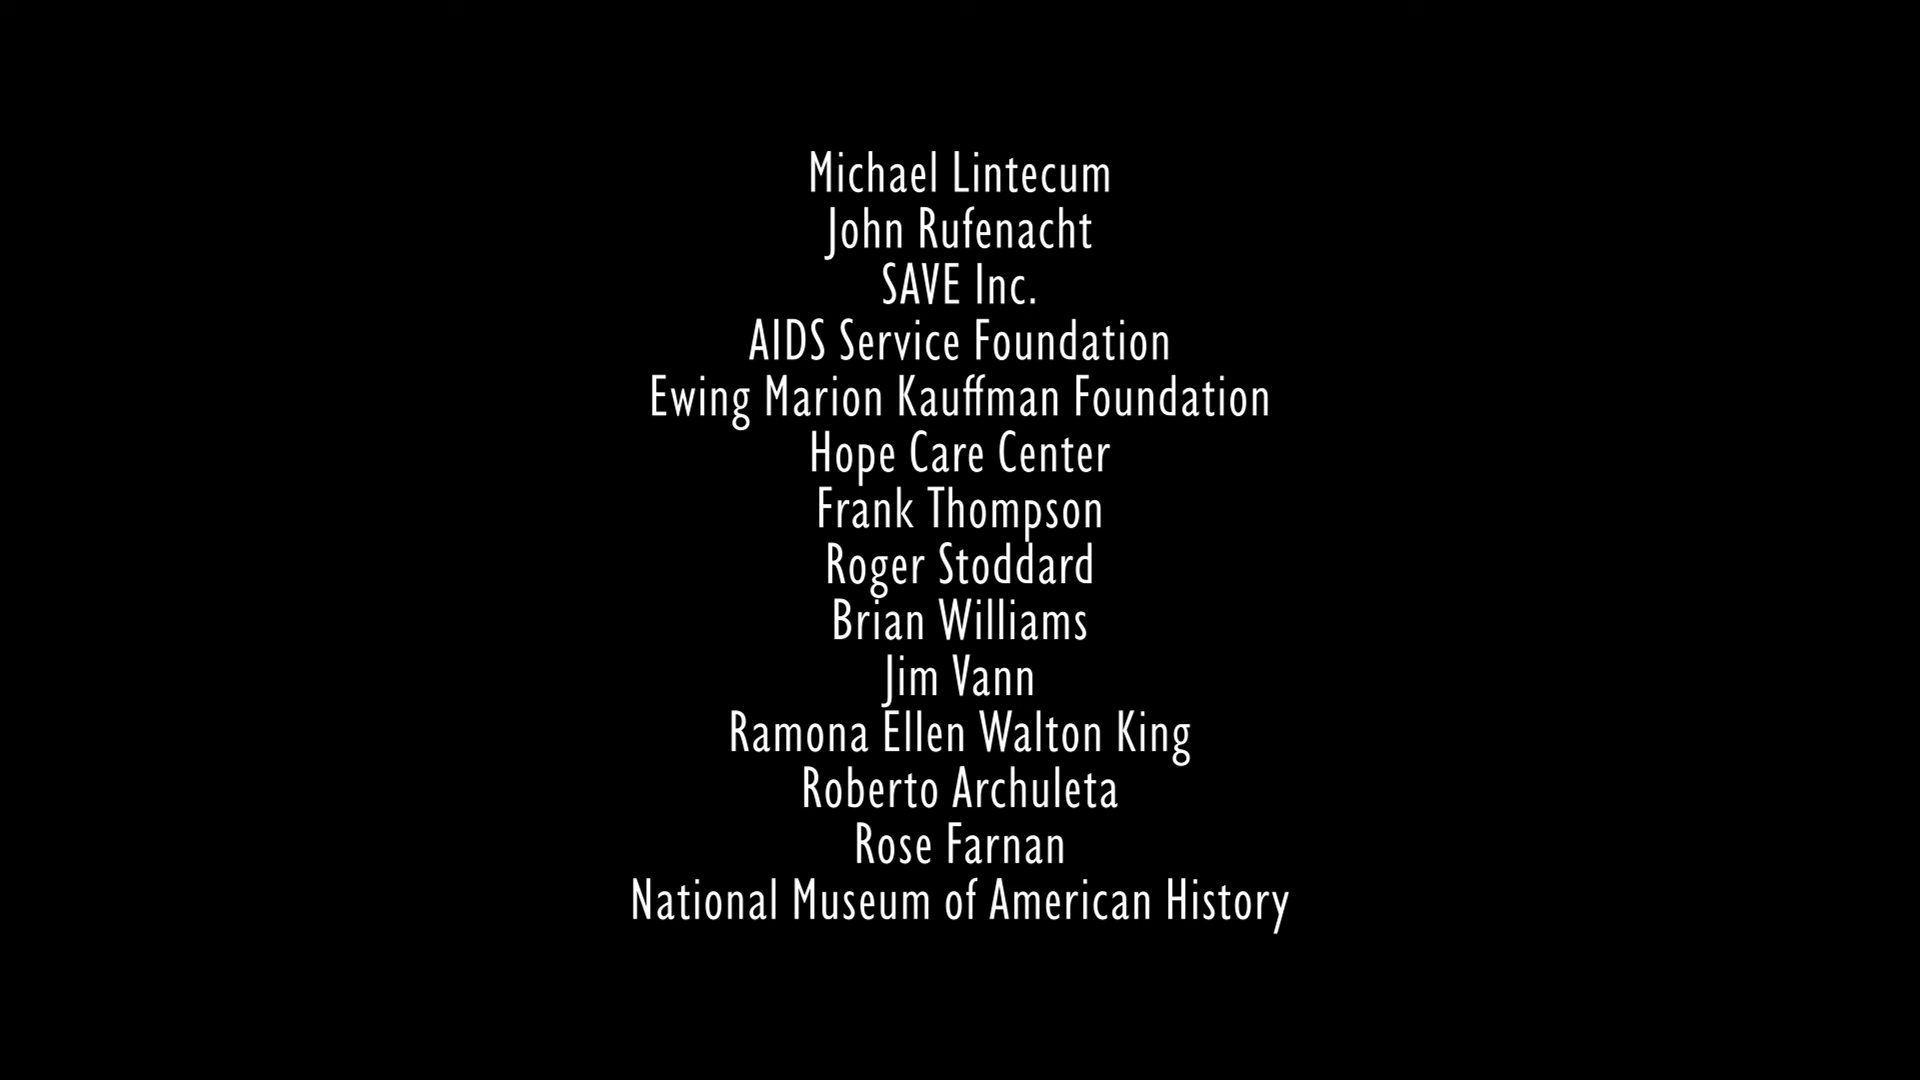 Michael Lintecum
John Rufenacht
SAVE Inc.
AIDS Service Foundation
Ewing Marion Kauffman Foundation
Hope Care Center
Frank Thompson
Roger Stoddard
Brian Williams
Jim Vann
Ramona Ellen Walton King
Roberto Archuleta
Rose Farnan
National Museum of American History